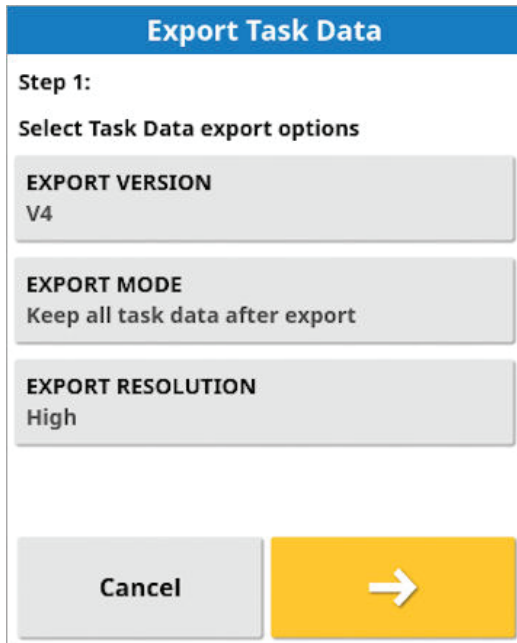 Export Task Data
Step 1:
Select Task Data export options
EXPORT VERSION
V4
EXPORT MODE
Keep all task data after export
EXPORT RESOLUTION
High
Cancel